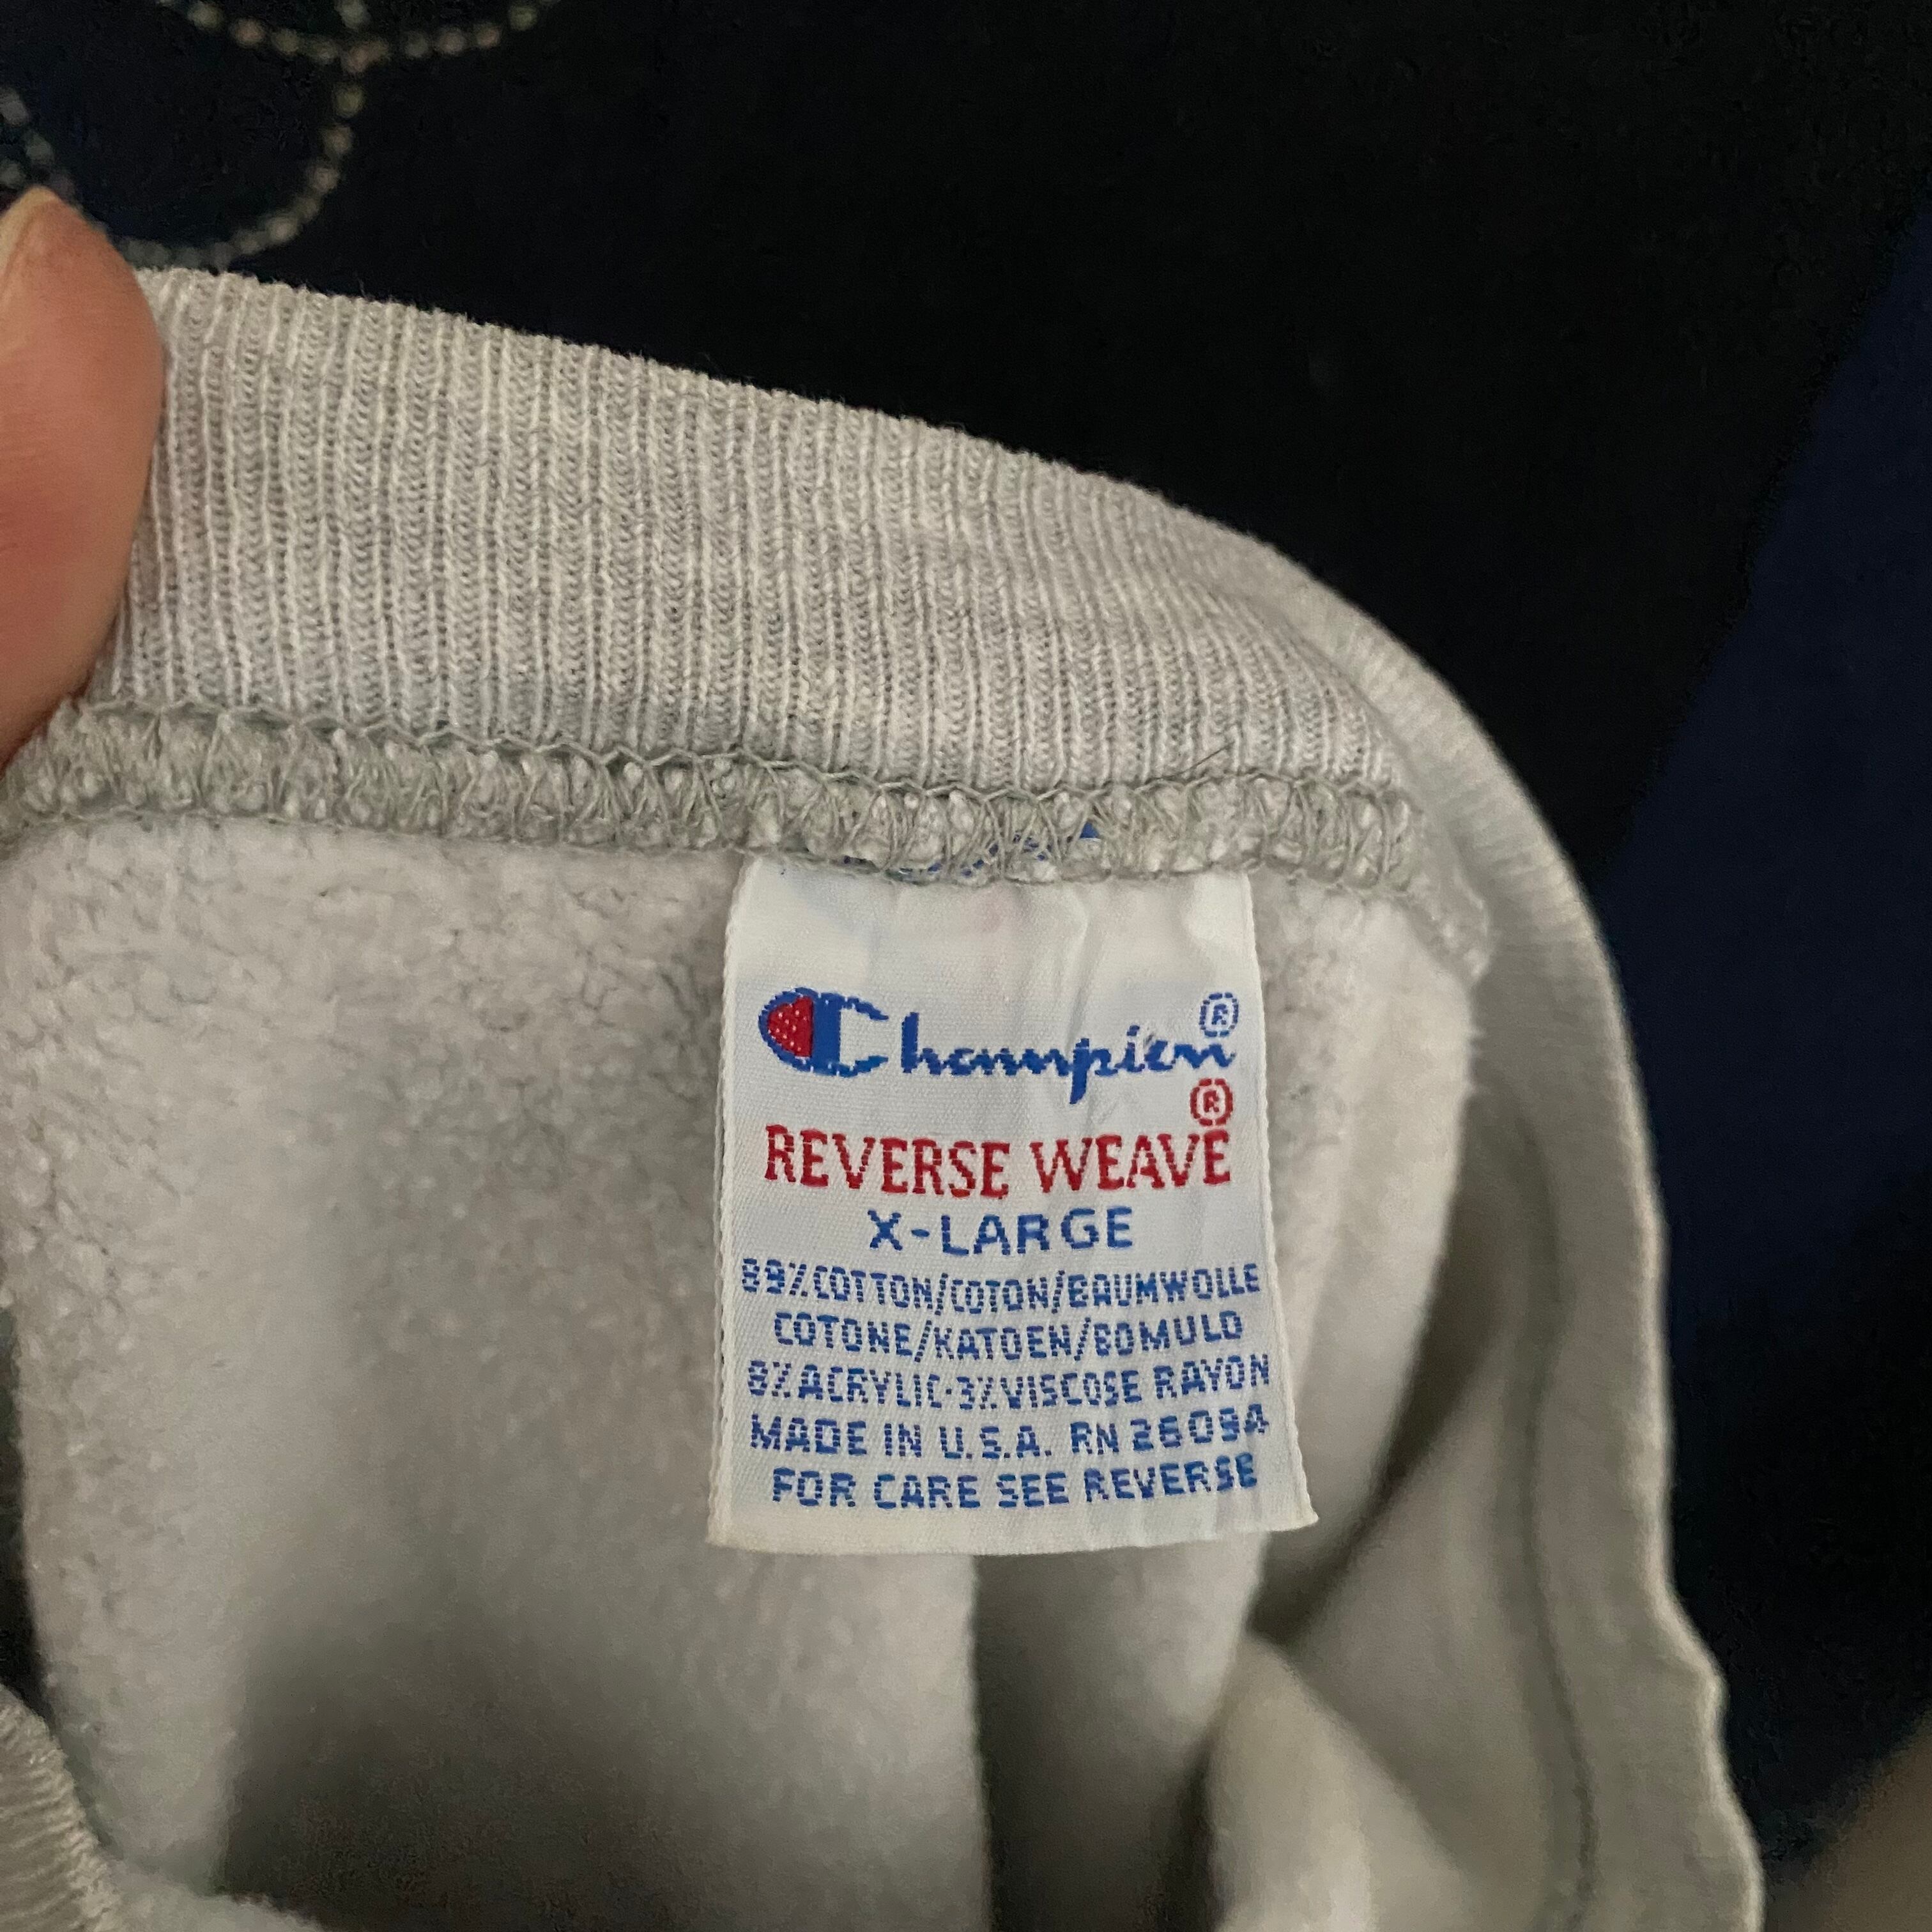 Champion®
REVERSE WEAVE®
X-LARGE
89% COTTON/COTON/BAUMWOLLE
COTONE/KATOEN/BOMULD
8% ACRYLIC-3% VISCOSE RAYON
MADE IN U.S.A. RN 26094
FOR CARE SEE REVERSE